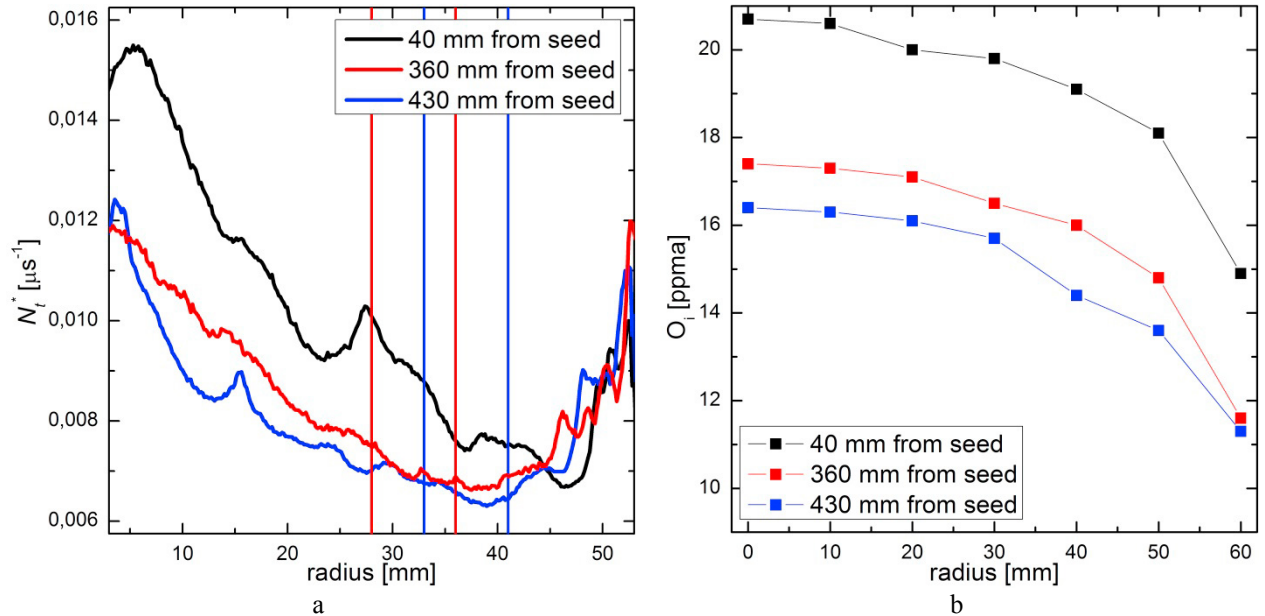 0,016
0,014
0,012
0,010
0,008
0,006
N_t^* [μs^-1]
40 mm from seed
360 mm from seed
430 mm from seed
10 20 30 40 50
radius [mm]
a
20
18
16
14
12
10
O_i [ppma]
40 mm from seed
360 mm from seed
430 mm from seed
0 10 20 30 40 50 60
radius [mm]
b